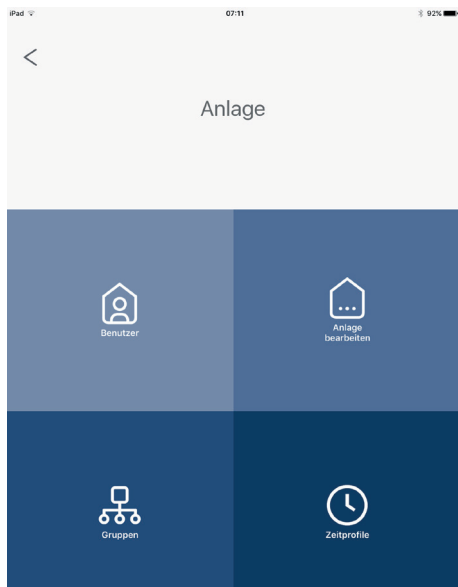 iPad 07:11 92%
Anlage
Benutzer
Anlage
bearbeiten
Gruppen
Zeitprofile